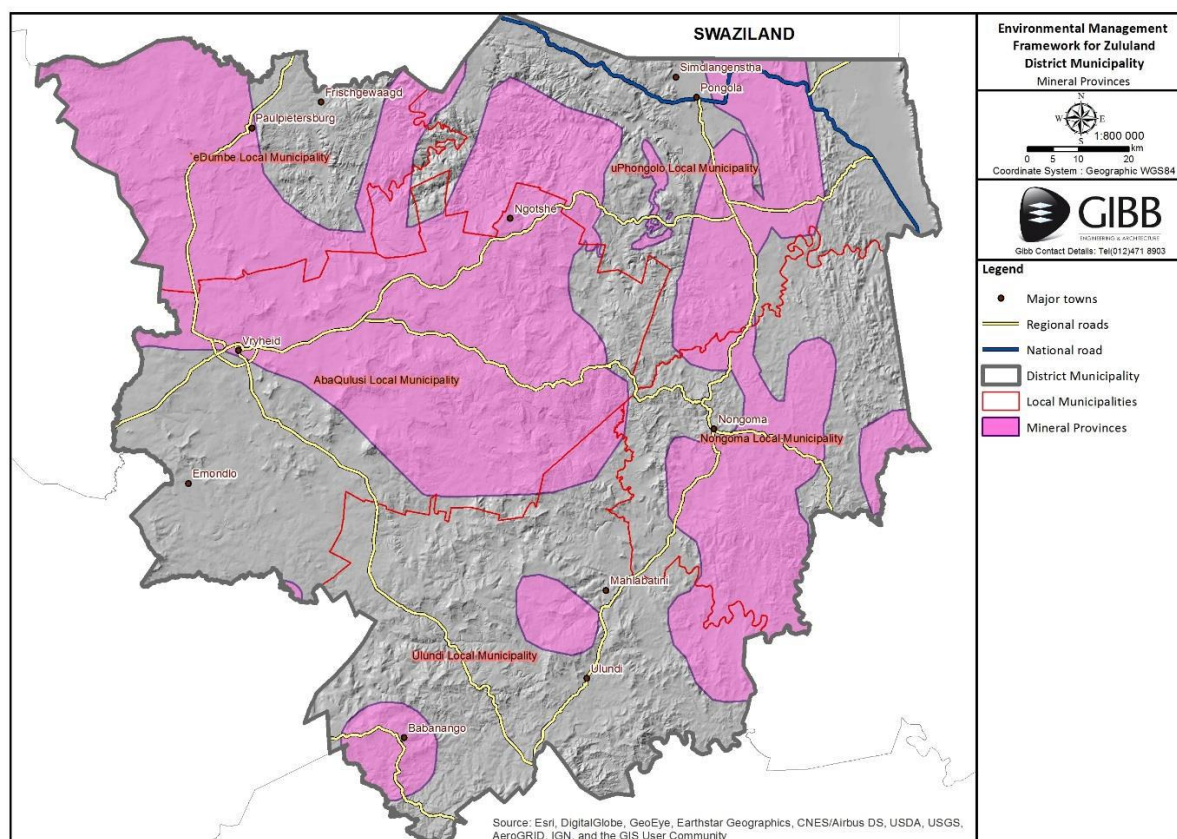 SWAZILAND
Simdlangenstha
Pongola
Frischgewaagd
Paulpietersburg
eDumbe Local Municipality
uPhongolo Local Municipality
Ngotshe
Vryheid
AbaQulusi Local Municipality
Nongoma
Nongoma Local Municipality
Emondlo
Mahlabatini
Ulundi Local Municipality
Ulundi
Babanango
Source: Esri, DigitalGlobe, GeoEye, Earthstar Geographics, CNES/Airbus DS, USDA, USGS,
AeroGRID, IGN, and the GIS User Community
Environmental Management
Framework for Zululand
District Municipality
Mineral Provinces
N
W E
S
1:800 000
km
0 5 10 20
Coordinate System : Geographic WGS84
GIBB
ENGINEERING & ARCHITECTURE
Gibb Contact Details: Tel(012)471 8903
Legend
Major towns
Regional roads
National road
District Municipality
Local Municipalities
Mineral Provinces